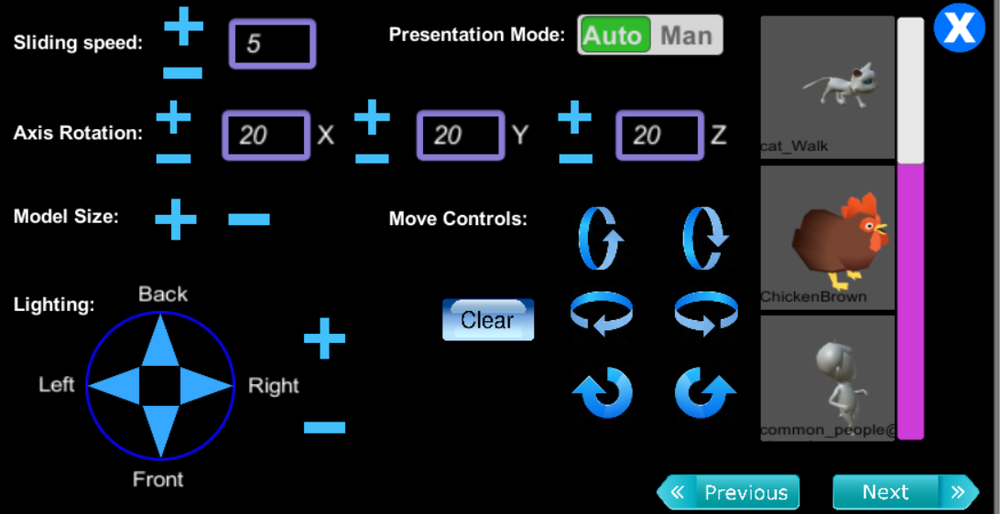 Sliding speed:
5
Presentation Mode:
Auto
Man
X
Axis Rotation:
20
X
20
Y
20
Z
cat_Walk
Model Size:
Move Controls:
ChickenBrown
Lighting:
Back
Clear
Left
Right
common_people@
Front
« Previous
Next »